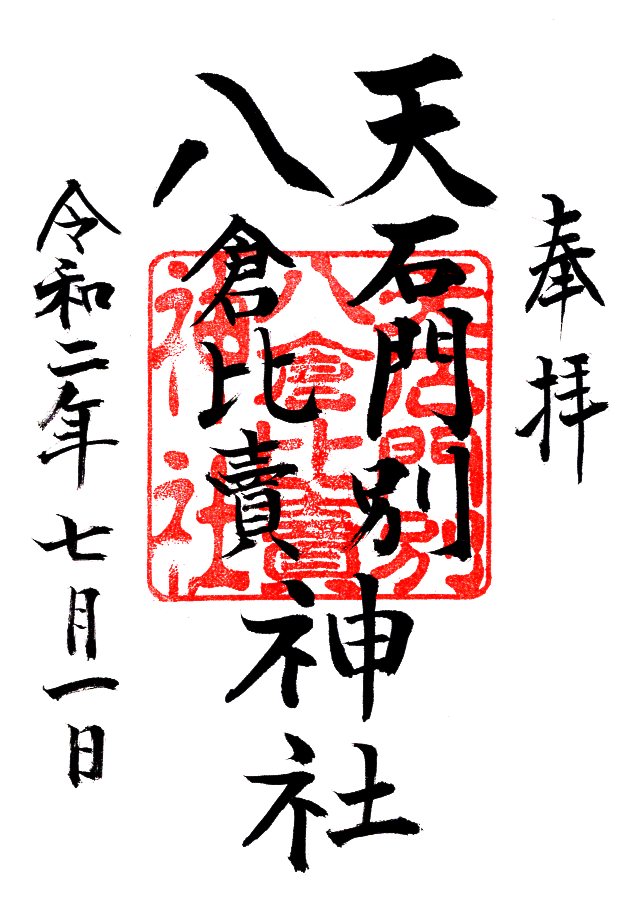 奉拝
天石門別
八倉比賣
神社
令和二年七月一日
天石門別
八倉比賣
神社